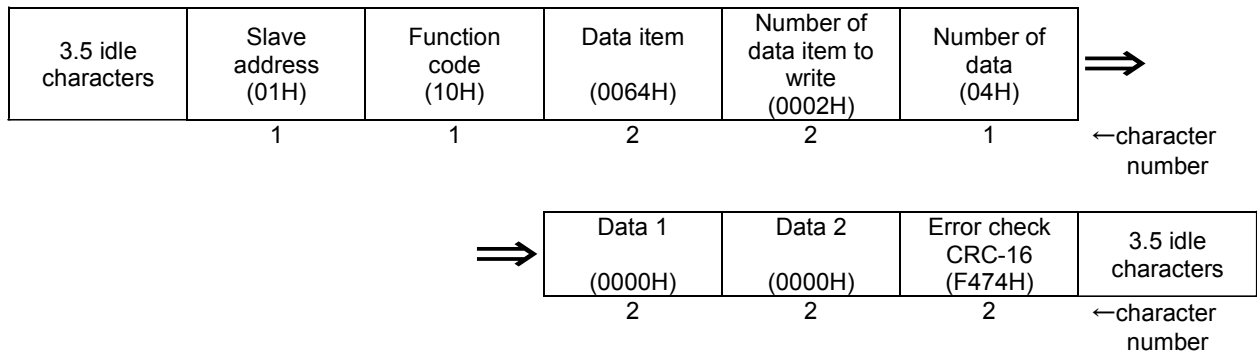 3.5 idle
characters
Slave
address
(01H)
Function
code
(10H)
Data item
(0064H)
Number of
data item to
write
(0002H)
Number of
data
(04H)
⇒
1
1
2
2
1
←character
number
⇒
Data 1
(0000H)
Data 2
(0000H)
Error check
CRC-16
(F474H)
3.5 idle
characters
2
2
2
←character
number